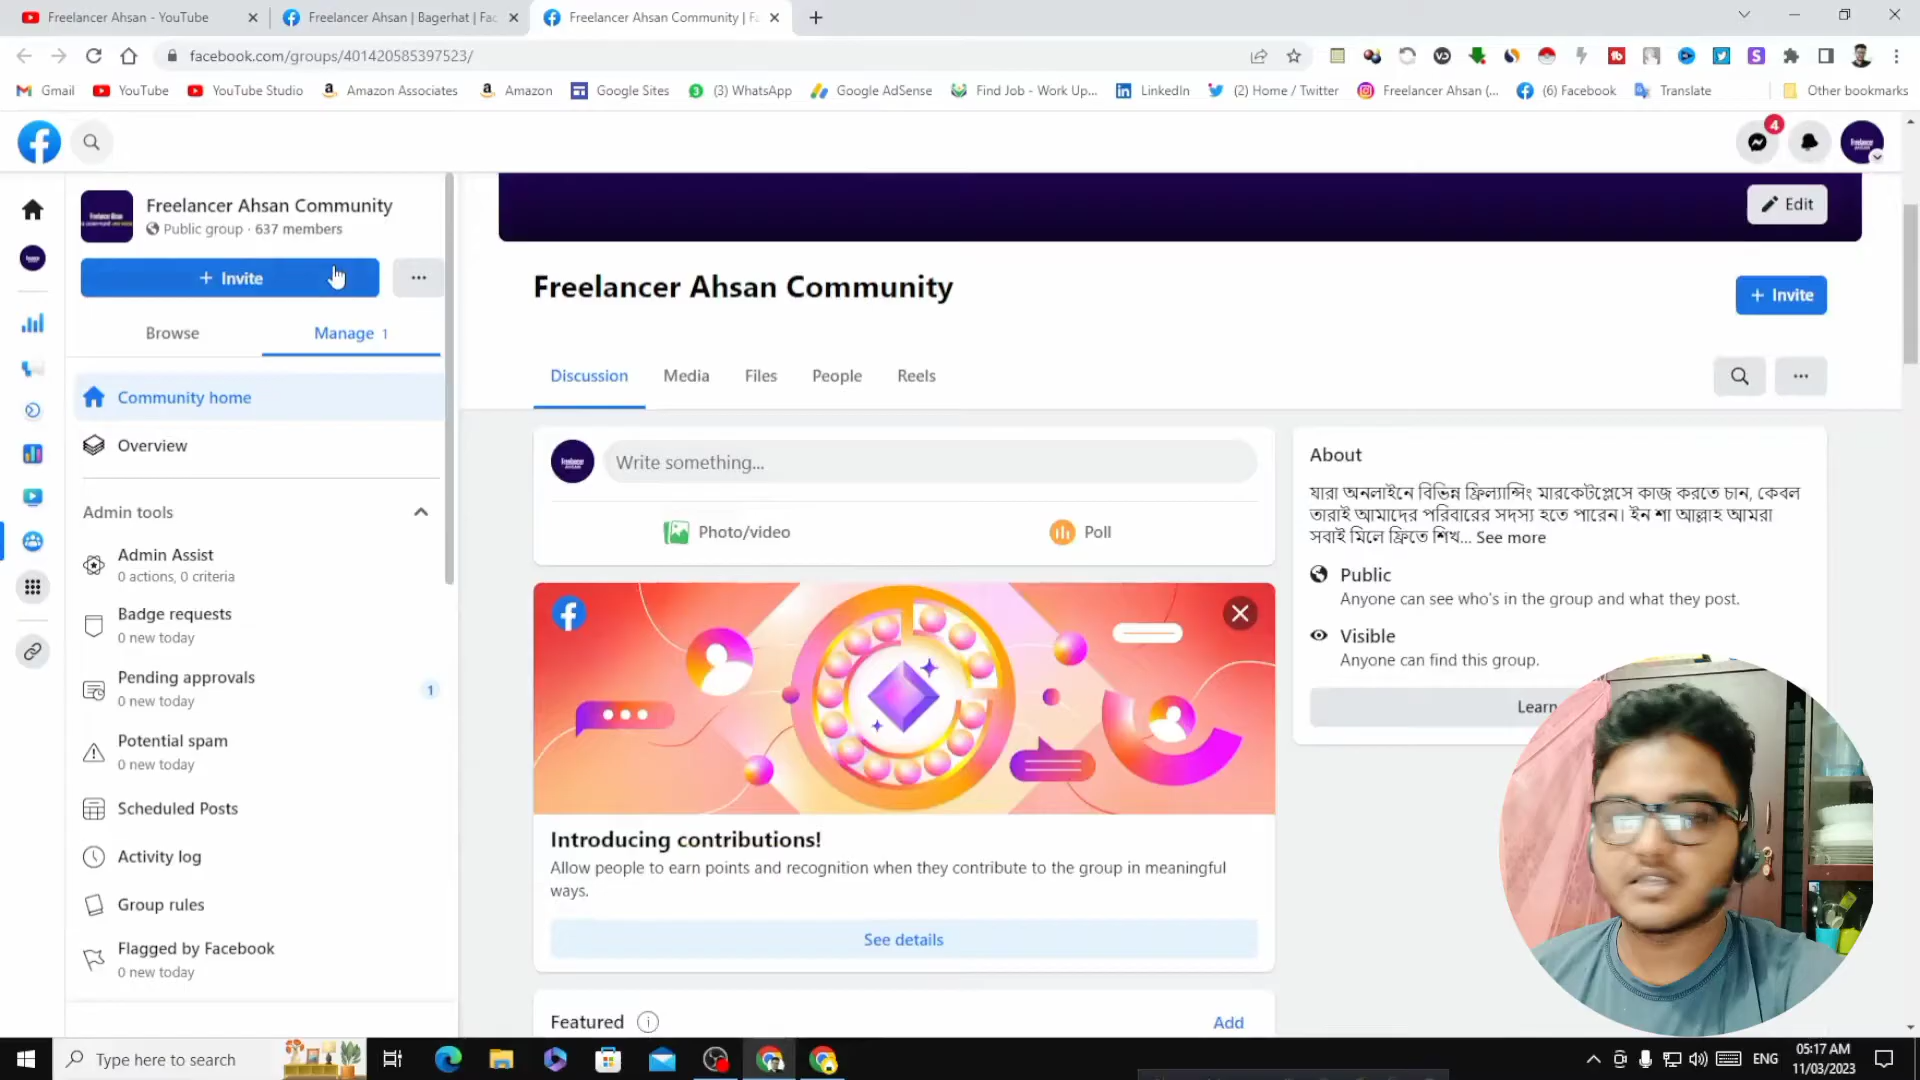 Freelancer Ahsan - YouTube
Freelancer Ahsan | Bagerhat | Fac
Freelancer Ahsan Community | Fa
facebook.com/groups/401420585397523/
Gmail
YouTube
YouTube Studio
Amazon Associates
Amazon
Google Sites
(3) WhatsApp
Google AdSense
Find Job - Work Up...
LinkedIn
(2) Home / Twitter
Freelancer Ahsan (...
(6) Facebook
Translate
Other bookmarks
4
Freelancer Ahsan Community
Public group · 637 members
+ Invite
Browse
Manage 1
Community home
Overview
Admin tools
Admin Assist
0 actions, 0 criteria
Badge requests
0 new today
Pending approvals
0 new today
1
Potential spam
0 new today
Scheduled Posts
Activity log
Group rules
Flagged by Facebook
0 new today
Edit
Freelancer Ahsan Community
+ Invite
Discussion
Media
Files
People
Reels
Write something...
Photo/video
Poll
Introducing contributions!
Allow people to earn points and recognition when they contribute to the group in meaningful
ways.
See details
Featured
Add
About
যারা অনলাইনে বিভিন্ন ফ্রিল্যান্সিং মারকেটপ্লেসে কাজ করতে চান, কেবল
তারাই আমাদের পরিবারের সদস্য হতে পারেন। ইন শা আল্লাহ আমরা
সবাই মিলে ফ্রিতে শিখ... See more
Public
Anyone can see who's in the group and what they post.
Visible
Anyone can find this group.
Learn
Type here to search
ENG
05:17 AM
11/03/2023